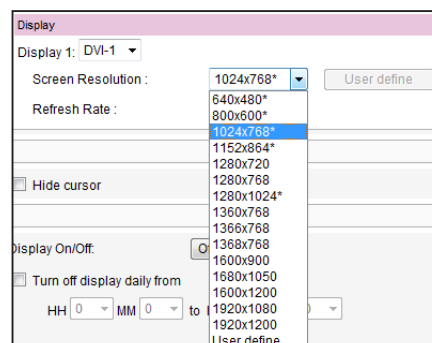 Display
Display 1: DVI-1
Screen Resolution : 1024x768* User define
Refresh Rate :
640x480*
800x600*
1024x768*
1152x864*
1280x720
1280x768
1280x1024*
1360x768
1366x768
1368x768
1600x900
1680x1050
1600x1200
1920x1080
1920x1200
User define
Hide cursor
Display On/Off:
Turn off display daily from
HH 0 MM 0 to